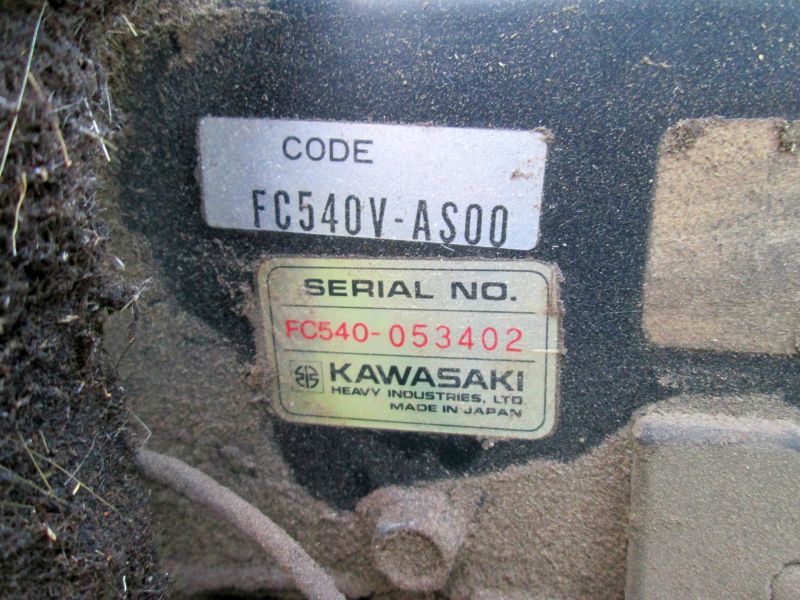 CODE
FC540V-AS00
SERIAL NO.
FC540-053402
KAWASAKI
HEAVY INDUSTRIES, LTD.
MADE IN JAPAN